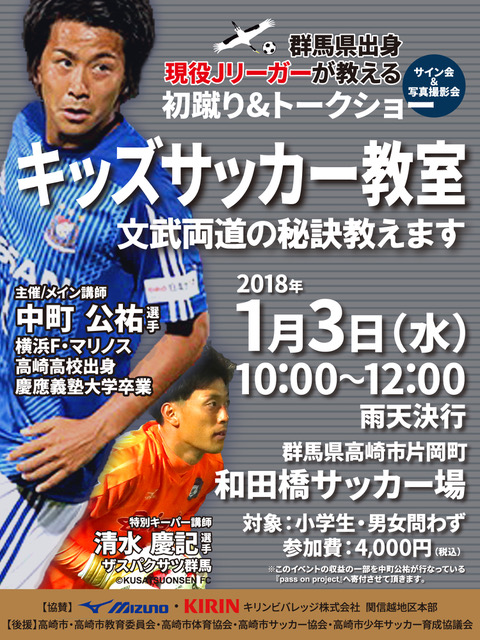 群馬県出身
現役Jリーガーが教える
初蹴り&トークショー
サイン会
&
写真撮影会
キッズサッカー教室
文武両道の秘訣教えます
主催/メイン講師
中町 公祐選手
横浜F・マリノス
高崎高校出身
慶應義塾大学卒業
2018年
1月3日(水)
10:00〜12:00
雨天決行
群馬県高崎市片岡町
和田橋サッカー場
対象:小学生・男女問わず
参加費:4,000円(税込)
※このイベントの収益の一部を中町公祐が行なっている
『pass on project』へ寄付させて頂きます。
特別キーパー講師
清水 慶記選手
ザスパクサツ群馬
©KUSATSUONSEN FC
【協賛】 MIZUNO・KIRIN キリンビバレッジ株式会社 関信越地区本部
【後援】高崎市・高崎市教育委員会・高崎市体育協会・高崎市サッカー協会・高崎市少年サッカー育成協議会